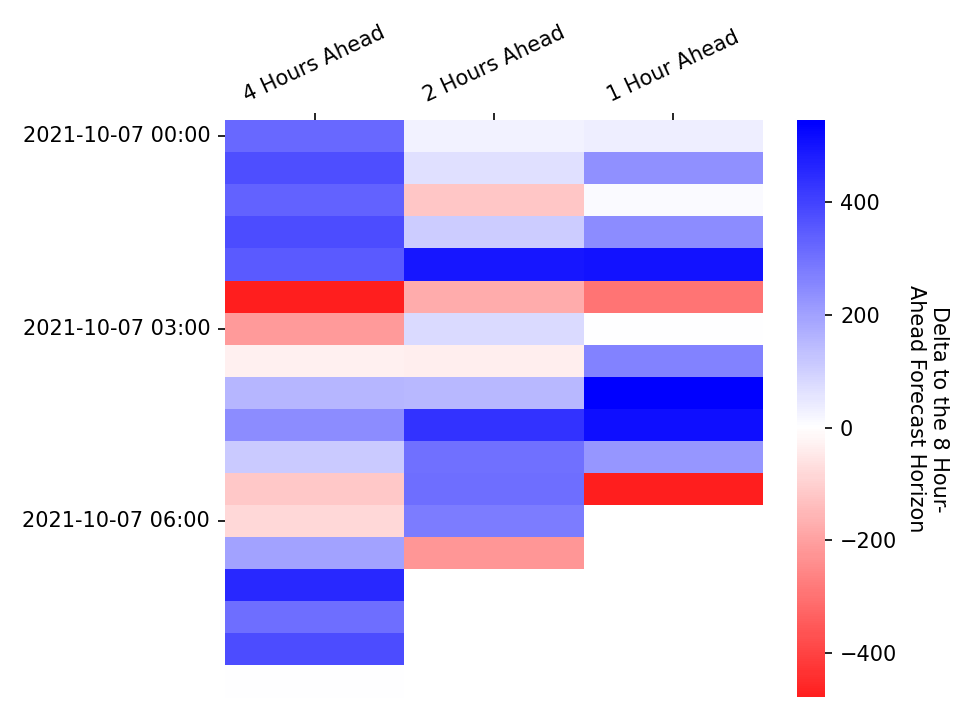 4 Hours Ahead
2 Hours Ahead
1 Hour Ahead
2021-10-07 00:00
2021-10-07 03:00
2021-10-07 06:00
400
200
0
−200
−400
Delta to the 8 Hour-
Ahead Forecast Horizon